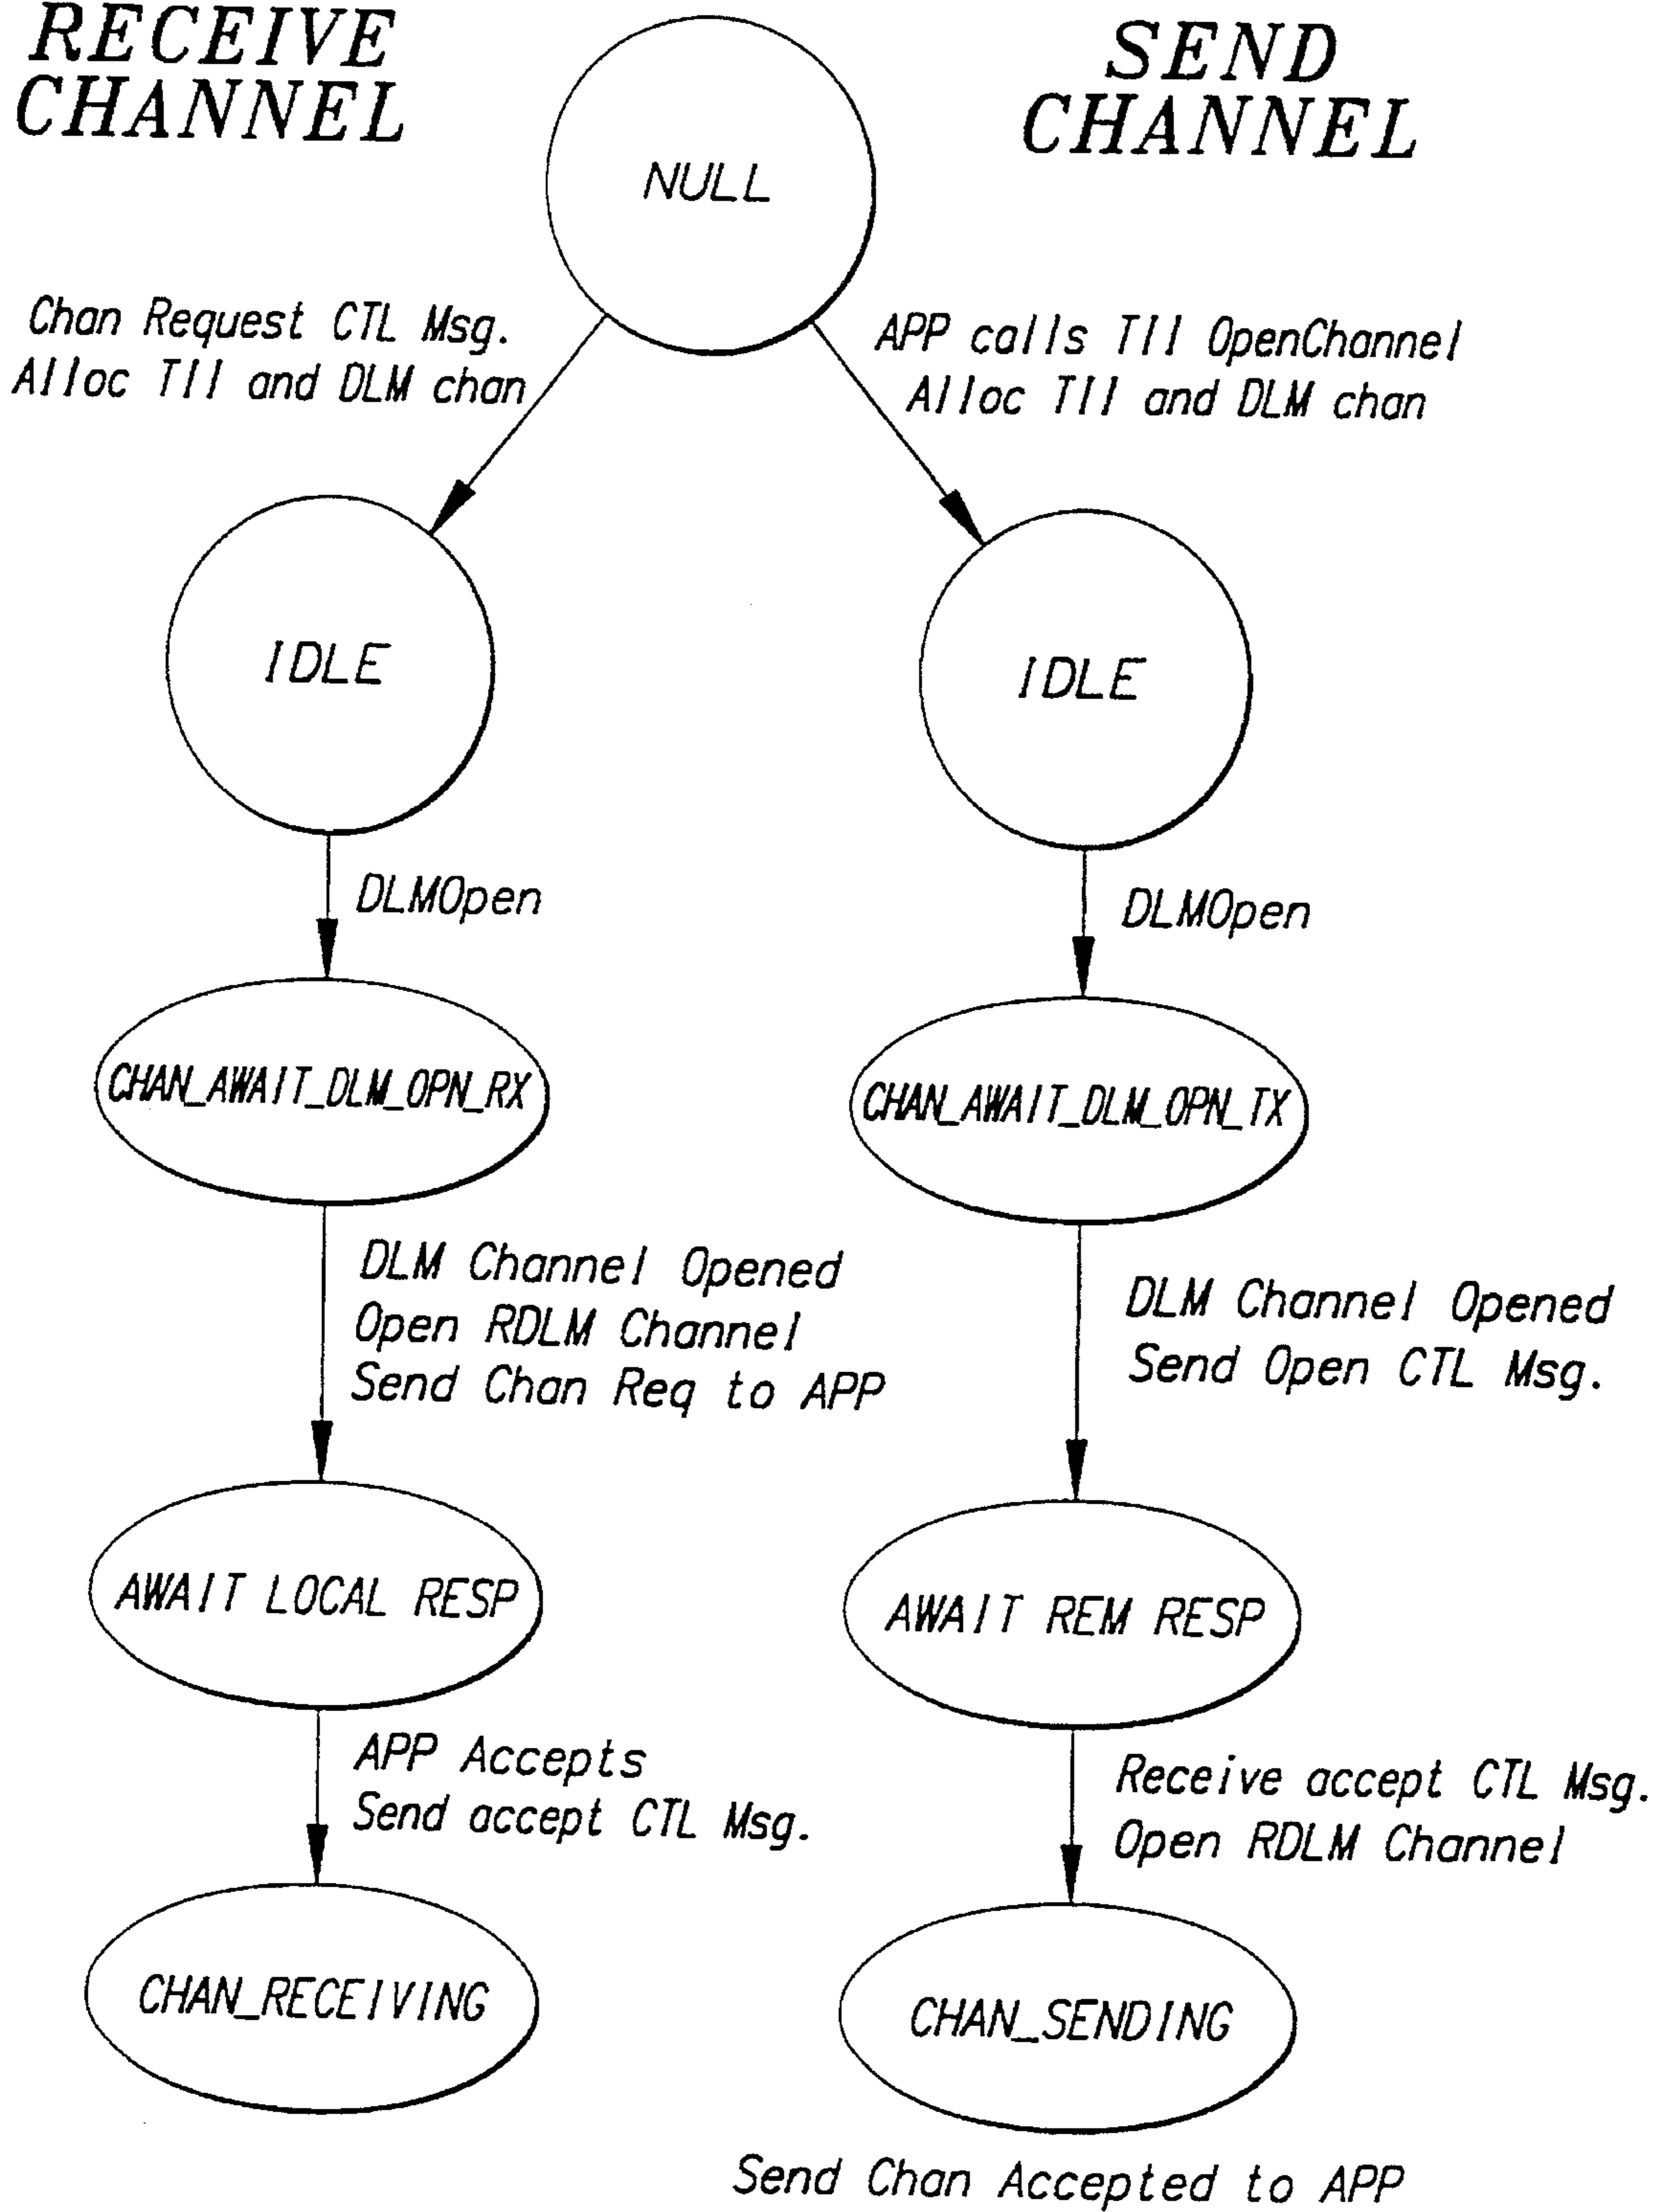 RECEIVE
CHANNEL
SEND
CHANNEL
NULL
Chan Request CTL Msg.
Alloc TII and DLM chan
APP calls TII OpenChannel
Alloc TII and DLM chan
IDLE
IDLE
DLMOpen
DLMOpen
CHAN_AWAIT_DLM_OPN_RX
CHAN_AWAIT_DLM_OPN_TX
DLM Channel Opened
Open RDLM Channel
Send Chan Req to APP
DLM Channel Opened
Send Open CTL Msg.
AWAIT LOCAL RESP
AWAIT REM RESP
APP Accepts
Send accept CTL Msg.
Receive accept CTL Msg.
Open RDLM Channel
CHAN_RECEIVING
CHAN_SENDING
Send Chan Accepted to APP